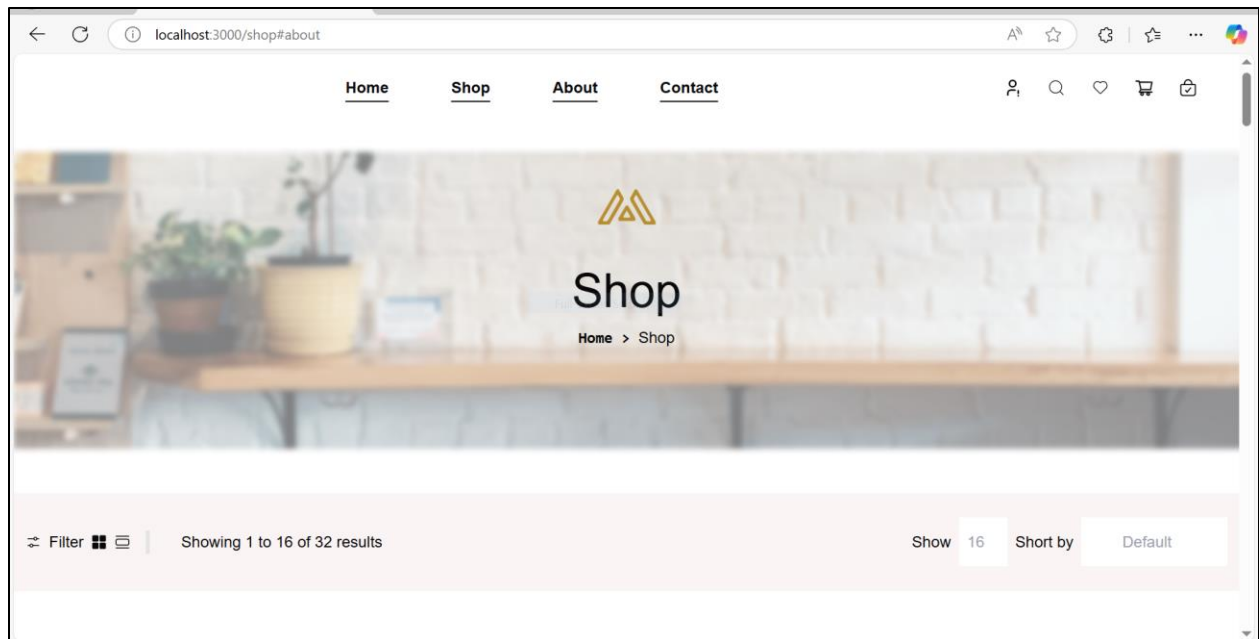 localhost:3000/shop#about
Home Shop About Contact
Shop
Home > Shop
Filter Showing 1 to 16 of 32 results Show 16 Short by Default